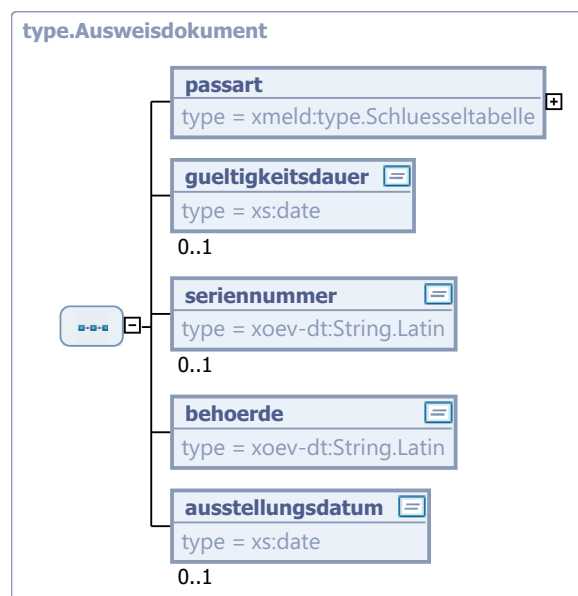 type.Ausweisdokument
passart
type = xmeld:type.Schluesseltabelle
gueltigkeitsdauer
type = xs:date
0..1
seriennummer
type = xoev-dt:String.Latin
0..1
behoerde
type = xoev-dt:String.Latin
ausstellungsdatum
type = xs:date
0..1